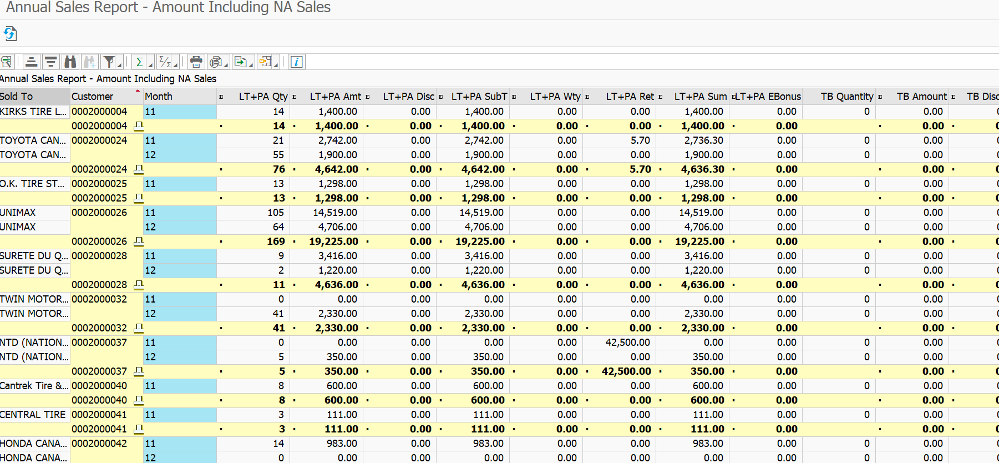 Annual Sales Report - Amount Including NA Sales
Annual Sales Report - Amount Including NA Sales
Sold To Customer Month LT+PA Qty LT+PA Amt LT+PA Disc LT+PA SubT LT+PA Wty LT+PA Ret LT+PA Sum LT+PA EBonus TB Quantity TB Amount TB Disc
KIRKS TIRE L... 0002000004 11 14 1,400.00 0.00 1,400.00 0.00 0.00 1,400.00 0.00 0 0.00
0002000004 14 1,400.00 0.00 1,400.00 0.00 0.00 1,400.00 0.00 0.00
TOYOTA CAN... 0002000024 11 21 2,742.00 0.00 2,742.00 0.00 5.70 2,736.30 0.00 0 0.00
TOYOTA CAN... 12 55 1,900.00 0.00 1,900.00 0.00 0.00 1,900.00 0.00 0 0.00
0002000024 76 4,642.00 0.00 4,642.00 0.00 5.70 4,636.30 0.00 0.00
O.K. TIRE ST... 0002000025 11 13 1,298.00 0.00 1,298.00 0.00 0.00 1,298.00 0.00 0 0.00
0002000025 13 1,298.00 0.00 1,298.00 0.00 0.00 1,298.00 0.00 0.00
UNIMAX 0002000026 11 105 14,519.00 0.00 14,519.00 0.00 0.00 14,519.00 0.00 0 0.00
UNIMAX 12 64 4,706.00 0.00 4,706.00 0.00 0.00 4,706.00 0.00 0 0.00
0002000026 169 19,225.00 0.00 19,225.00 0.00 0.00 19,225.00 0.00 0.00
SURETE DU Q... 0002000028 11 9 3,416.00 0.00 3,416.00 0.00 0.00 3,416.00 0.00 0 0.00
SURETE DU Q... 12 2 1,220.00 0.00 1,220.00 0.00 0.00 1,220.00 0.00 0 0.00
0002000028 11 4,636.00 0.00 4,636.00 0.00 0.00 4,636.00 0.00 0.00
TWIN MOTOR... 0002000032 11 0 0.00 0.00 0.00 0.00 0.00 0.00 0.00 0 0.00
TWIN MOTOR... 12 41 2,330.00 0.00 2,330.00 0.00 0.00 2,330.00 0.00 0 0.00
0002000032 41 2,330.00 0.00 2,330.00 0.00 0.00 2,330.00 0.00 0.00
NTD (NATION... 0002000037 11 0 0.00 0.00 0.00 0.00 42,500.00 0.00 0.00 0 0.00
NTD (NATION... 12 5 350.00 0.00 350.00 0.00 0.00 350.00 0.00 0 0.00
0002000037 5 350.00 0.00 350.00 0.00 42,500.00 350.00 0.00 0.00
Cantrek Tire &... 0002000040 11 8 600.00 0.00 600.00 0.00 0.00 600.00 0.00 0 0.00
0002000040 8 600.00 0.00 600.00 0.00 0.00 600.00 0.00 0.00
CENTRAL TIRE 0002000041 11 3 111.00 0.00 111.00 0.00 0.00 111.00 0.00 0 0.00
0002000041 3 111.00 0.00 111.00 0.00 0.00 111.00 0.00 0.00
HONDA CANA... 0002000042 11 14 983.00 0.00 983.00 0.00 0.00 983.00 0.00 0 0.00
HONDA CANA... 12 0 0.00 0.00 0.00 0.00 0.00 0.00 0.00 0 0.00